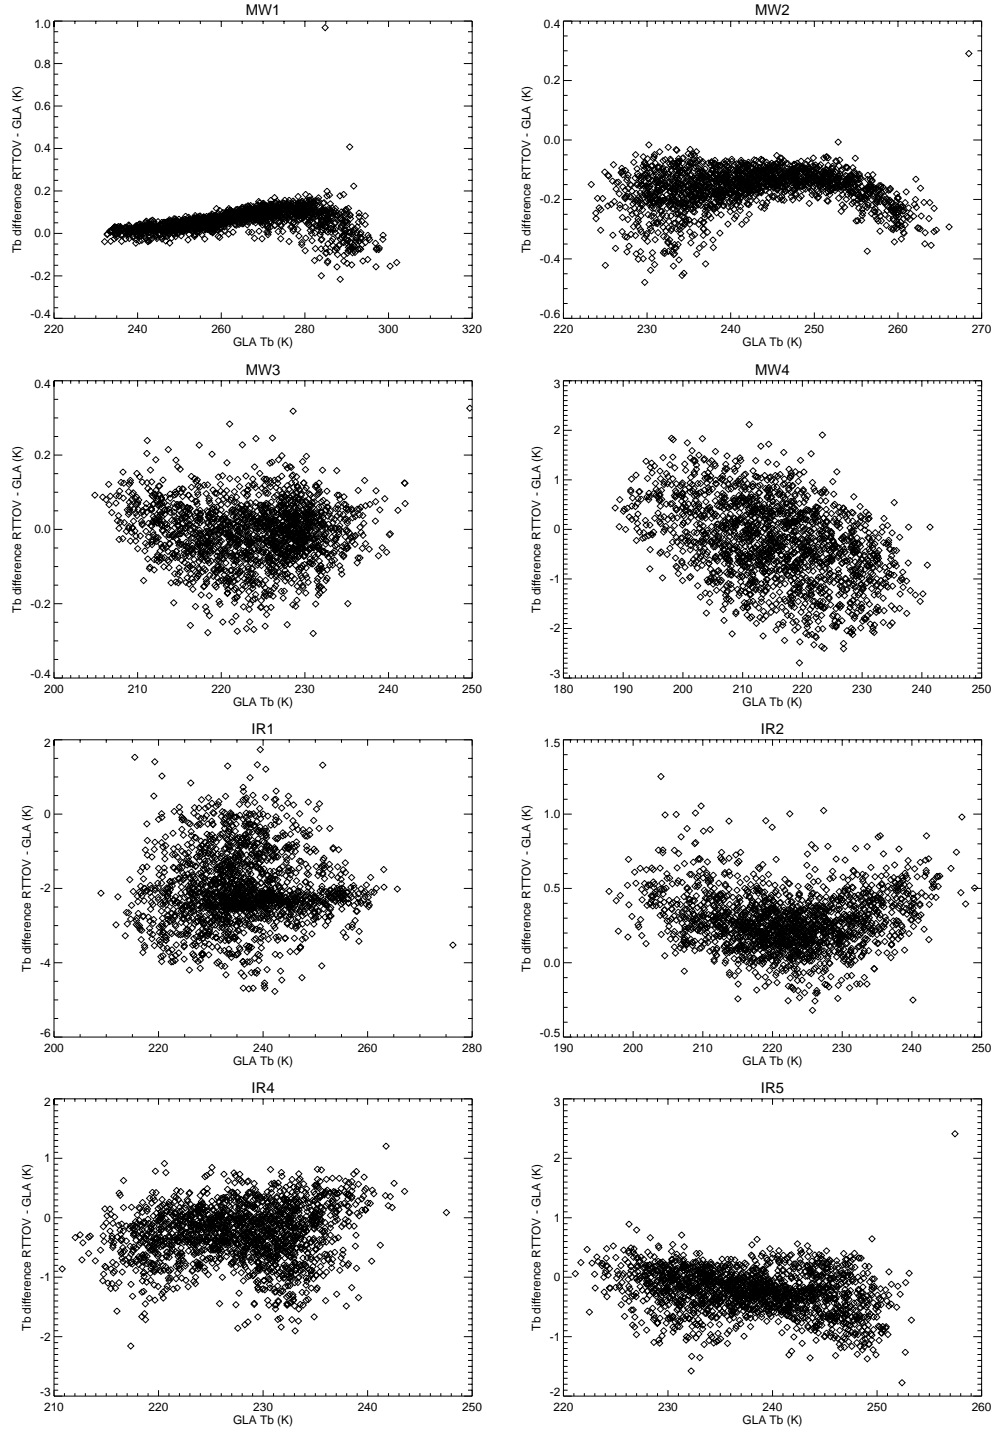 MW1
Tb difference RTTOV - GLA (K)
1.0
0.8
0.6
0.4
0.2
0.0
-0.2
-0.4
220 240 260 280 300 320
GLA Tb (K)
MW2
Tb difference RTTOV - GLA (K)
0.4
0.2
0.0
-0.2
-0.4
-0.6
220 230 240 250 260 270
GLA Tb (K)
MW3
Tb difference RTTOV - GLA (K)
0.4
0.2
0.0
-0.2
-0.4
200 210 220 230 240 250
GLA Tb (K)
MW4
Tb difference RTTOV - GLA (K)
3
2
1
0
-1
-2
-3
180 190 200 210 220 230 240 250
GLA Tb (K)
IR1
Tb difference RTTOV - GLA (K)
2
0
-2
-4
-6
200 220 240 260 280
GLA Tb (K)
IR2
Tb difference RTTOV - GLA (K)
1.5
1.0
0.5
0.0
-0.5
190 200 210 220 230 240 250
GLA Tb (K)
IR4
Tb difference RTTOV - GLA (K)
2
1
0
-1
-2
-3
210 220 230 240 250
GLA Tb (K)
IR5
Tb difference RTTOV - GLA (K)
3
2
1
0
-1
-2
220 230 240 250 260
GLA Tb (K)